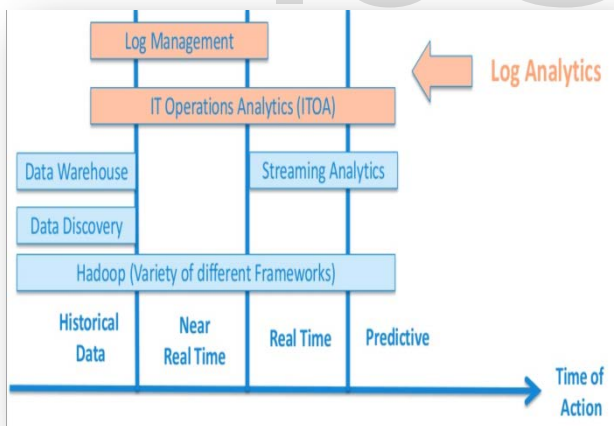 Log Management
Log Analytics
IT Operations Analytics (ITOA)
Data Warehouse
Streaming Analytics
Data Discovery
Hadoop (Variety of different Frameworks)
Historical
Data
Near
Real Time
Real Time
Predictive
Time of
Action